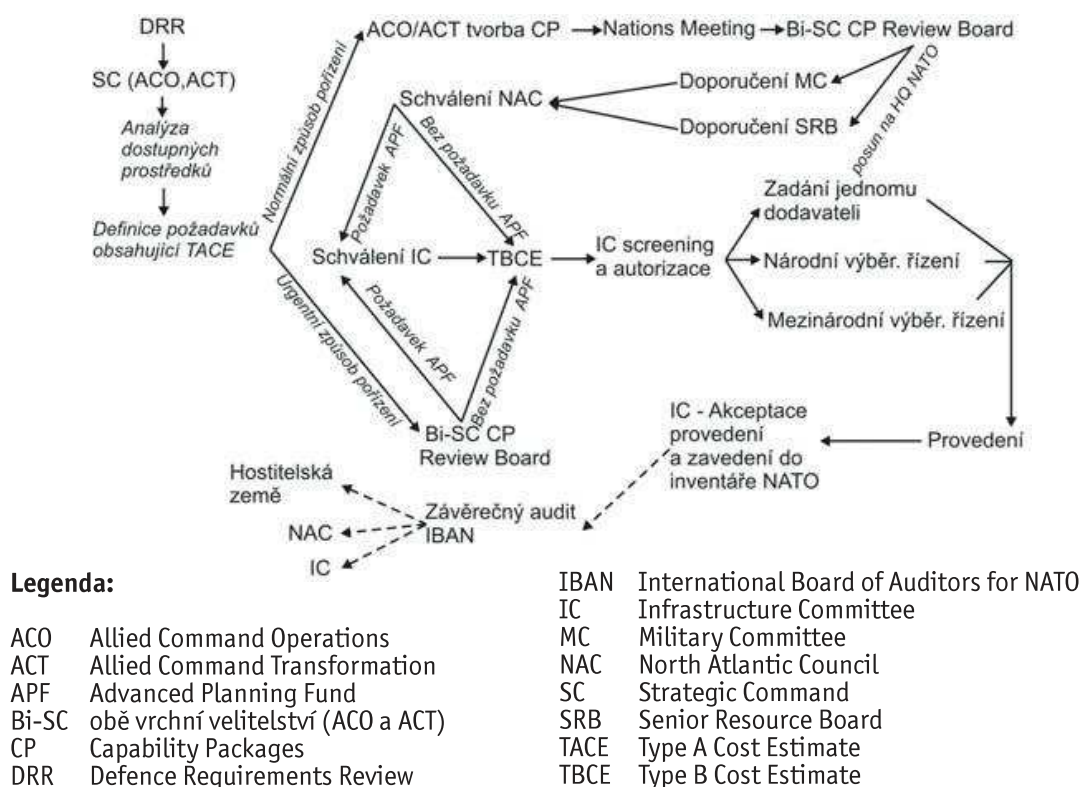 DRR
SC (ACO,ACT)
Analýza
dostupných
prostředků
Definice požadavků
obsahující TACE
Normální způsob pořízení
Urgentní způsob pořízení
ACO/ACT tvorba CP
Nations Meeting
Bi-SC CP Review Board
Doporučení MC
Doporučení SRB
posun na HQ NATO
Schválení NAC
Požadavek APF
Bez požadavku APF
Schválení IC
TBCE
Požadavek APF
Bez požadavku APF
Bi-SC CP
Review Board
IC screening
a autorizace
Zadání jednomu
dodavateli
Národní výběr. řízení
Mezinárodní výběr. řízení
Provedení
IC - Akceptace
provedení
a zavedení do
inventáře NATO
Závěrečný audit
IBAN
Hostitelská
země
NAC
IC
Legenda:
ACO Allied Command Operations
ACT Allied Command Transformation
APF Advanced Planning Fund
Bi-SC obě vrchní velitelství (ACO a ACT)
CP Capability Packages
DRR Defence Requirements Review
IBAN International Board of Auditors for NATO
IC Infrastructure Committee
MC Military Committee
NAC North Atlantic Council
SC Strategic Command
SRB Senior Resource Board
TACE Type A Cost Estimate
TBCE Type B Cost Estimate